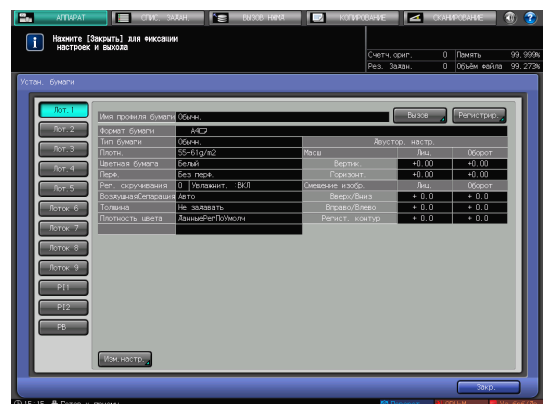 АППАРАТ СПИС. ЗАДАН. ВЫЗОВ НЖМД КОПИРОВАНИЕ СКАНИРОВАНИЕ
Нажмите [Закрыть] для фиксации
настроек и выхода
Счетч.ориг. 0 Память 99.999%
Рез. Задан. 0 Объём файла 99.273%
Устан. бумаги
Лот.1
Лот.2
Лот.3
Лот.4
Лот.5
Лоток 6
Лоток 7
Лоток 8
Лоток 9
PI1
PI2
PB
Имя профиля бумаги Обычн. Вызов Регистрир.
Формат бумаги A4
Тип бумаги Обычн. Двустор. настр.
Плотн. 55-61g/m2 Масш Лиц. Оборот
Цветная бумага Белый Вертик. +0.00 +0.00
Перф. Без перф. Горизонт. +0.00 +0.00
Рег. скручивания 0 Увлажнит. :ВКЛ Смещение изобр. Лиц. Оборот
ВоздушнаяСепарация Авто Вверх/Вниз + 0.0 + 0.0
Толщина Не задавать Вправо/Влево + 0.0 + 0.0
Плотность цвета ДанныеРегПоУмолч Регист. контур + 0.0 + 0.0
Изм.настр.
Закр.